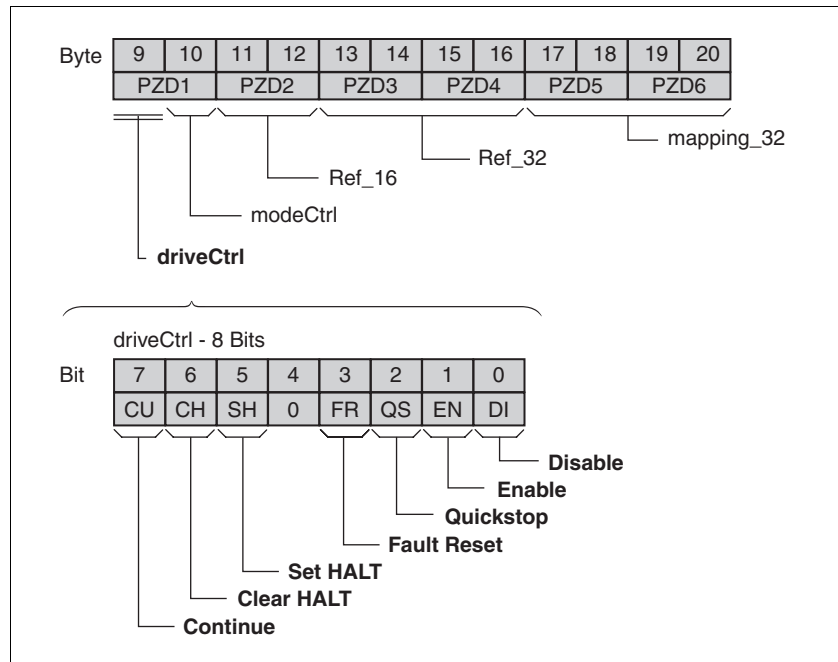 Byte 9 10 11 12 13 14 15 16 17 18 19 20
PZD1 PZD2 PZD3 PZD4 PZD5 PZD6
mapping_32
Ref_32
Ref_16
modeCtrl
driveCtrl
driveCtrl - 8 Bits
Bit 7 6 5 4 3 2 1 0
CU CH SH 0 FR QS EN DI
Disable
Enable
Quickstop
Fault Reset
Set HALT
Clear HALT
Continue